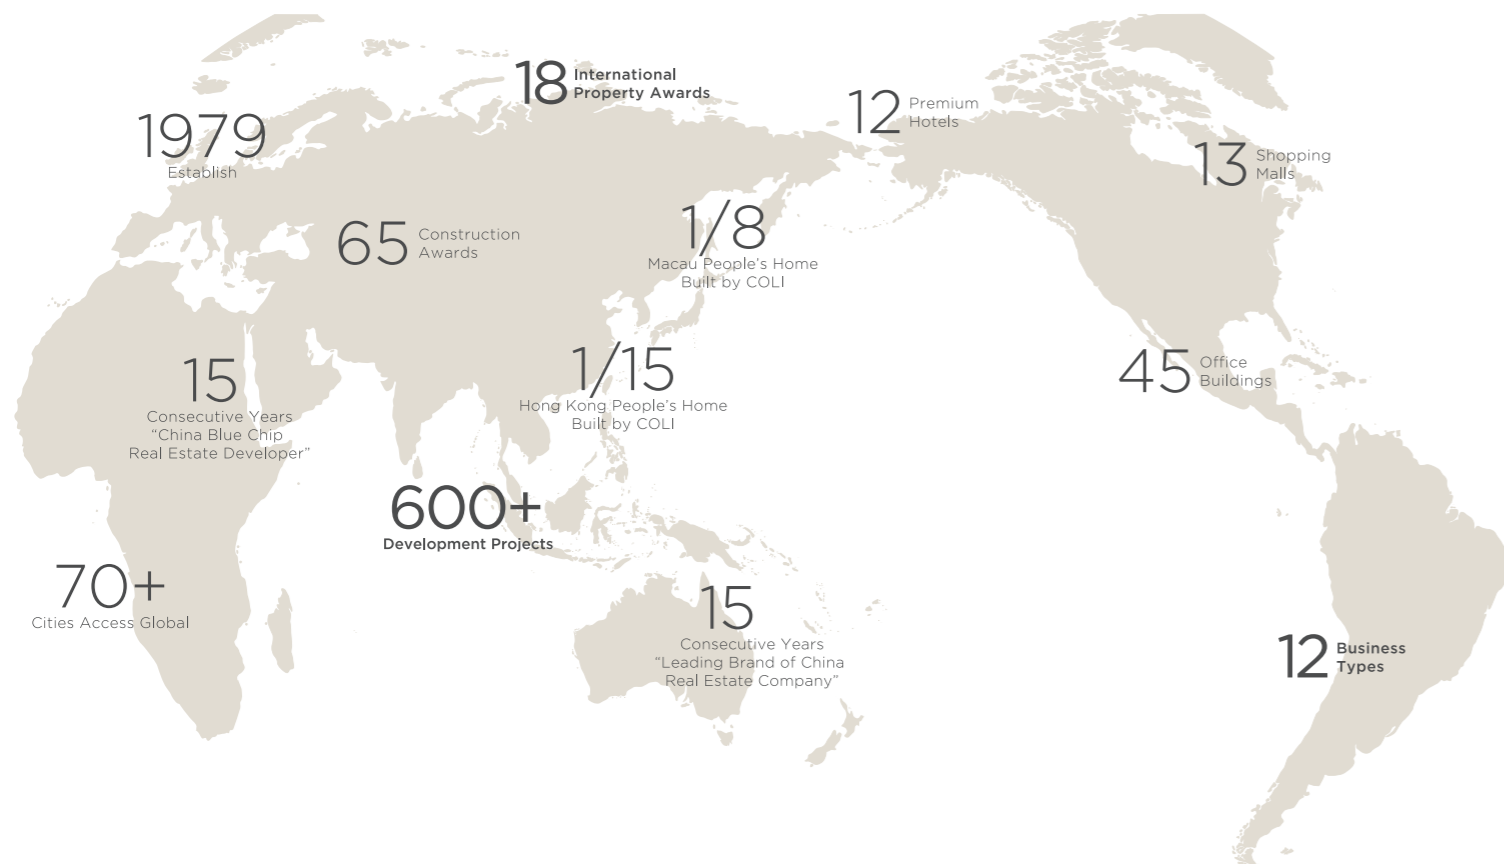 18 International
Property Awards
12 Premium
Hotels
1979
Establish
13 Shopping
Malls
65 Construction
Awards
1/8
Macau People's Home
Built by COLI
15
Consecutive Years
“China Blue Chip
Real Estate Developer”
1/15
Hong Kong People's Home
Built by COLI
45 Office
Buildings
600+
Development Projects
70+
Cities Access Global
15
Consecutive Years
“Leading Brand of China
Real Estate Company”
12 Business
Types